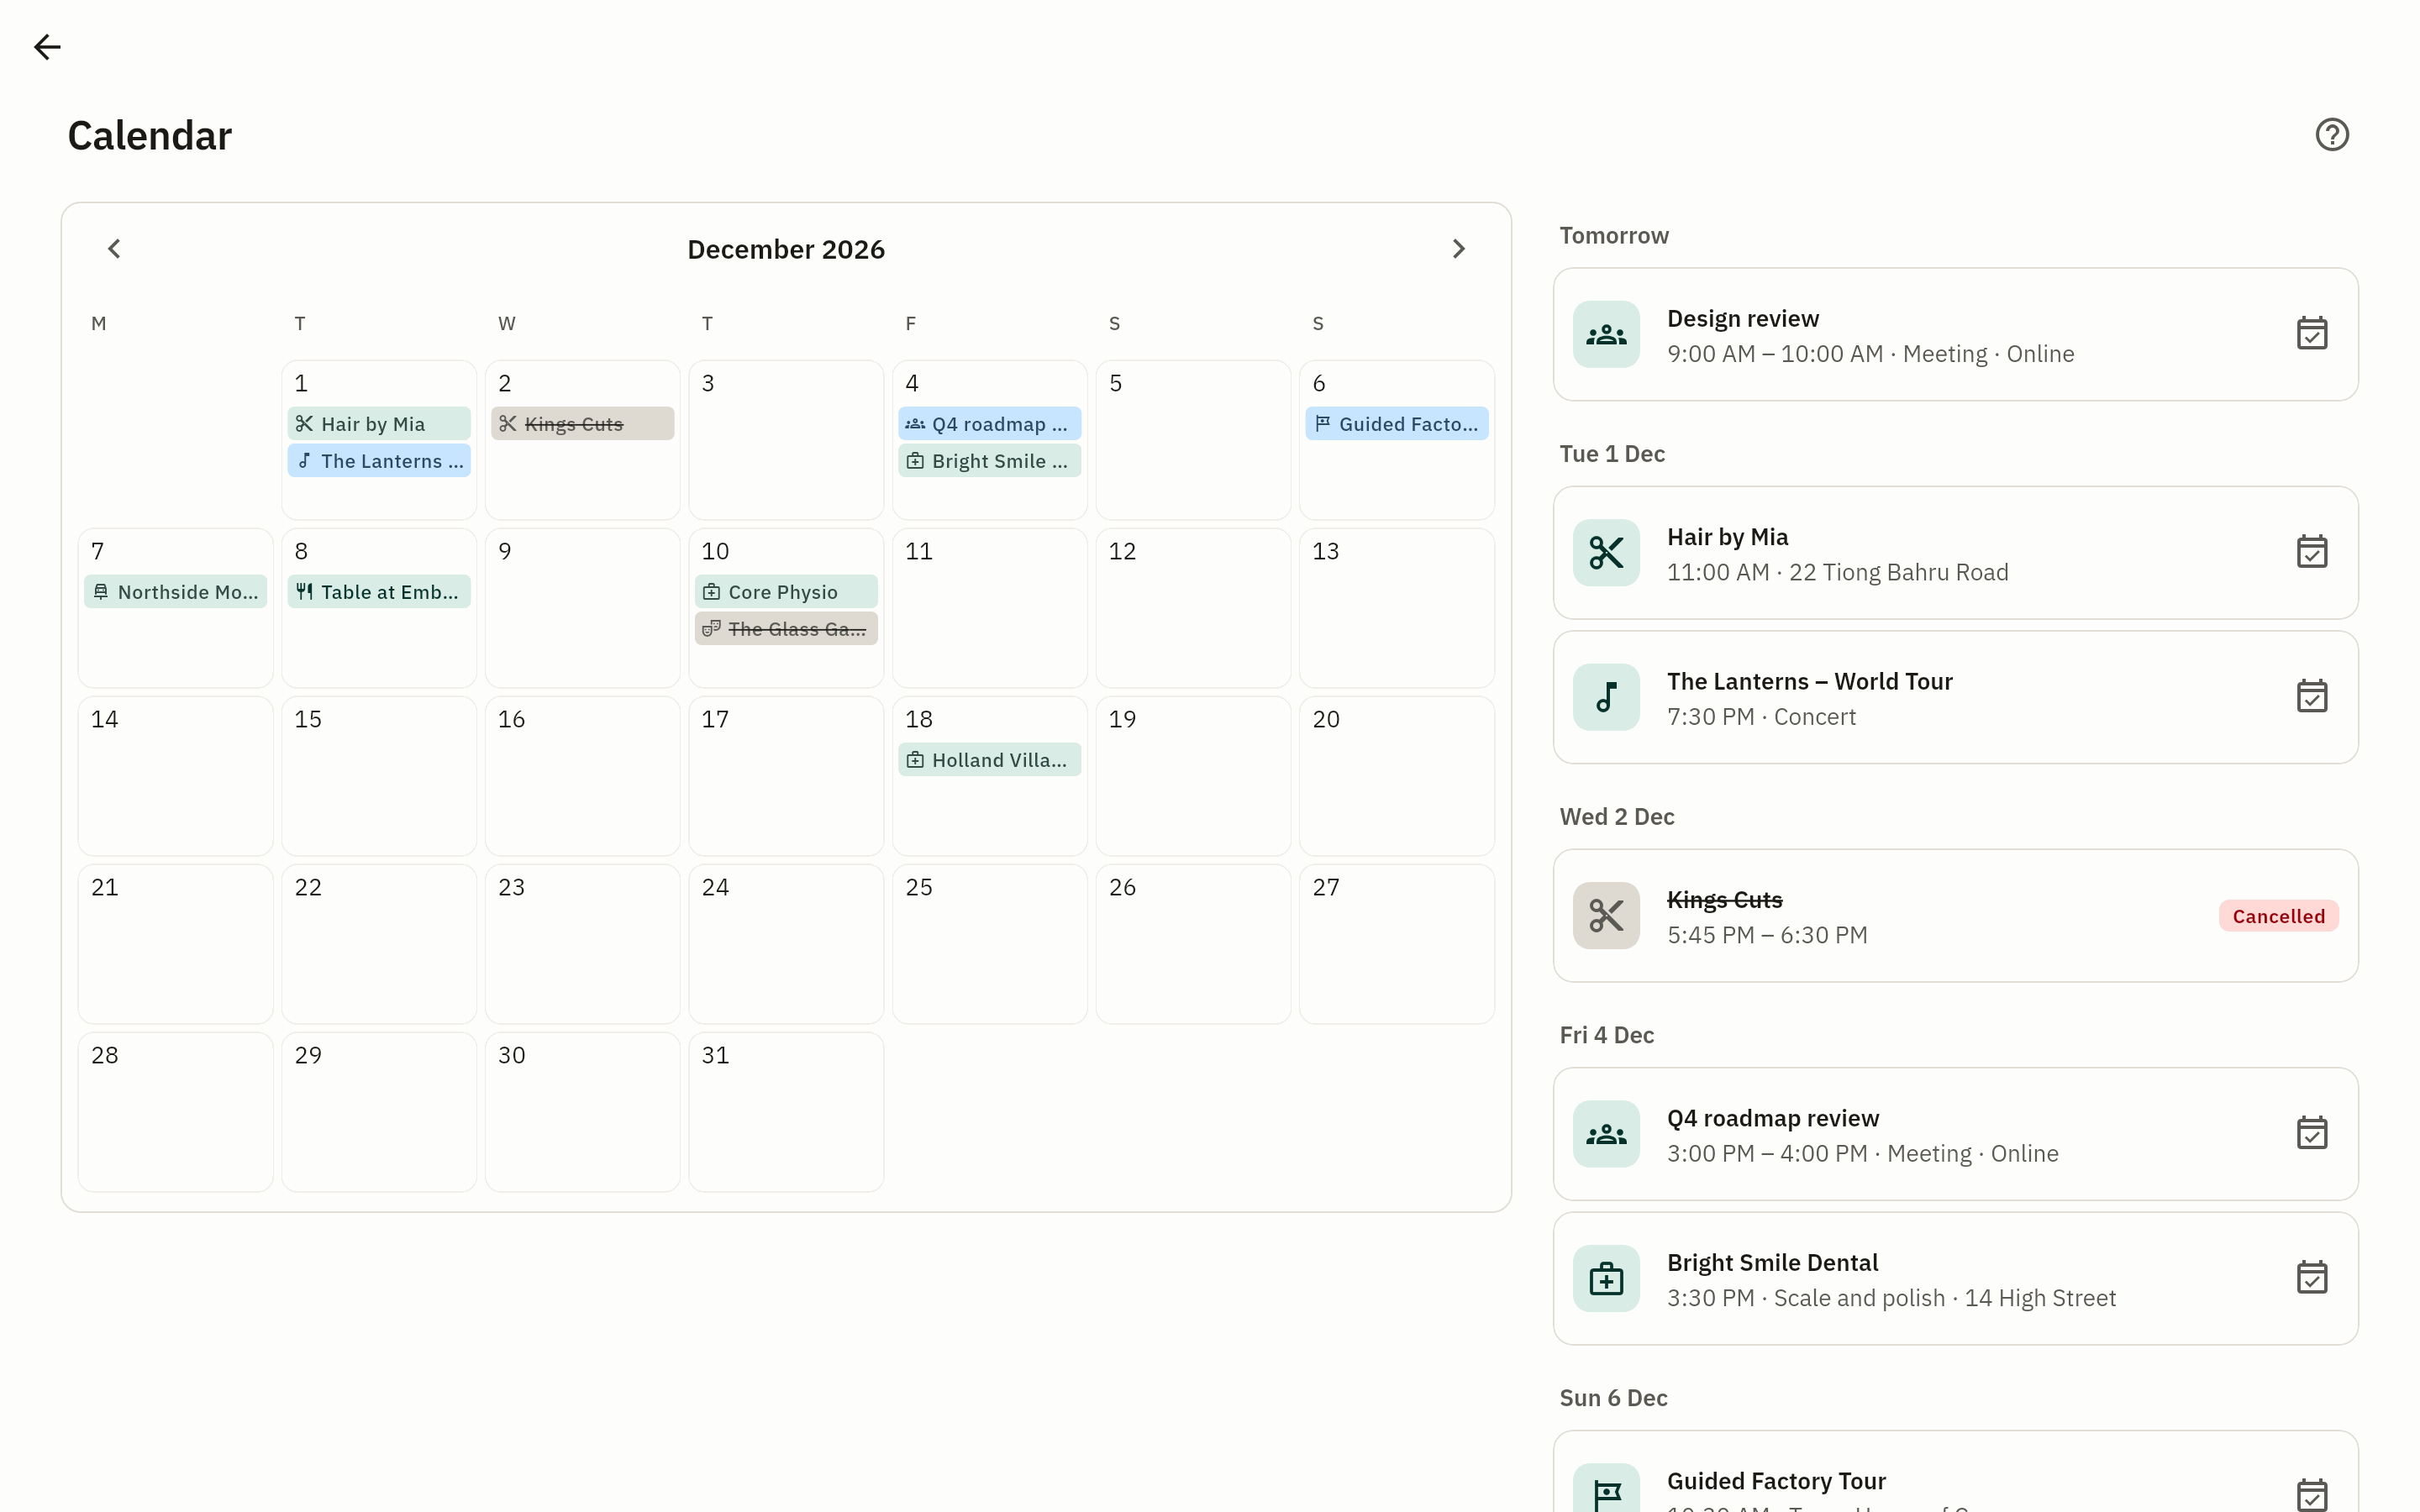 Calendar
December 2026
M T W T F S S
1 2 3 4 5 6
Hair by Mia
The Lanterns ...
Kings Cuts
Q4 roadmap ...
Bright Smile ...
Guided Facto...
7 8 9 10 11 12 13
Northside Mo...
Table at Emb...
Core Physio
The Glass Ga...
14 15 16 17 18 19 20
Holland Villa...
21 22 23 24 25 26 27
28 29 30 31
Tomorrow
Design review
9:00 AM – 10:00 AM · Meeting · Online
Tue 1 Dec
Hair by Mia
11:00 AM · 22 Tiong Bahru Road
The Lanterns – World Tour
7:30 PM · Concert
Wed 2 Dec
Kings Cuts
5:45 PM – 6:30 PM
Cancelled
Fri 4 Dec
Q4 roadmap review
3:00 PM – 4:00 PM · Meeting · Online
Bright Smile Dental
3:30 PM · Scale and polish · 14 High Street
Sun 6 Dec
Guided Factory Tour